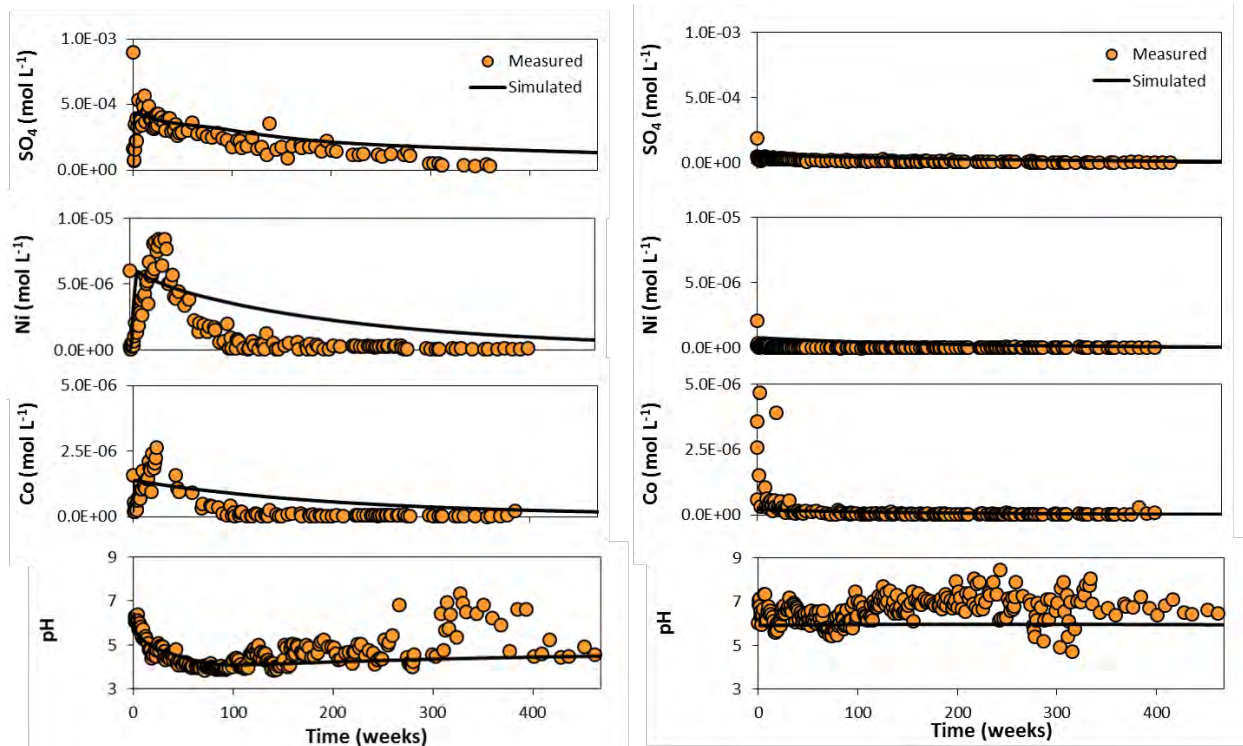 1.0E-03
5.0E-04
0.0E+00
SO₄ (mol L⁻¹)
Measured
Simulated
1.0E-05
5.0E-06
0.0E+00
Ni (mol L⁻¹)
5.0E-06
2.5E-06
0.0E+00
Co (mol L⁻¹)
9
7
5
3
pH
0 100 200 300 400
Time (weeks)
1.0E-03
5.0E-04
0.0E+00
SO₄ (mol L⁻¹)
Measured
Simulated
1.0E-05
5.0E-06
0.0E+00
Ni (mol L⁻¹)
5.0E-06
2.5E-06
0.0E+00
Co (mol L⁻¹)
9
7
5
3
pH
0 100 200 300 400
Time (weeks)